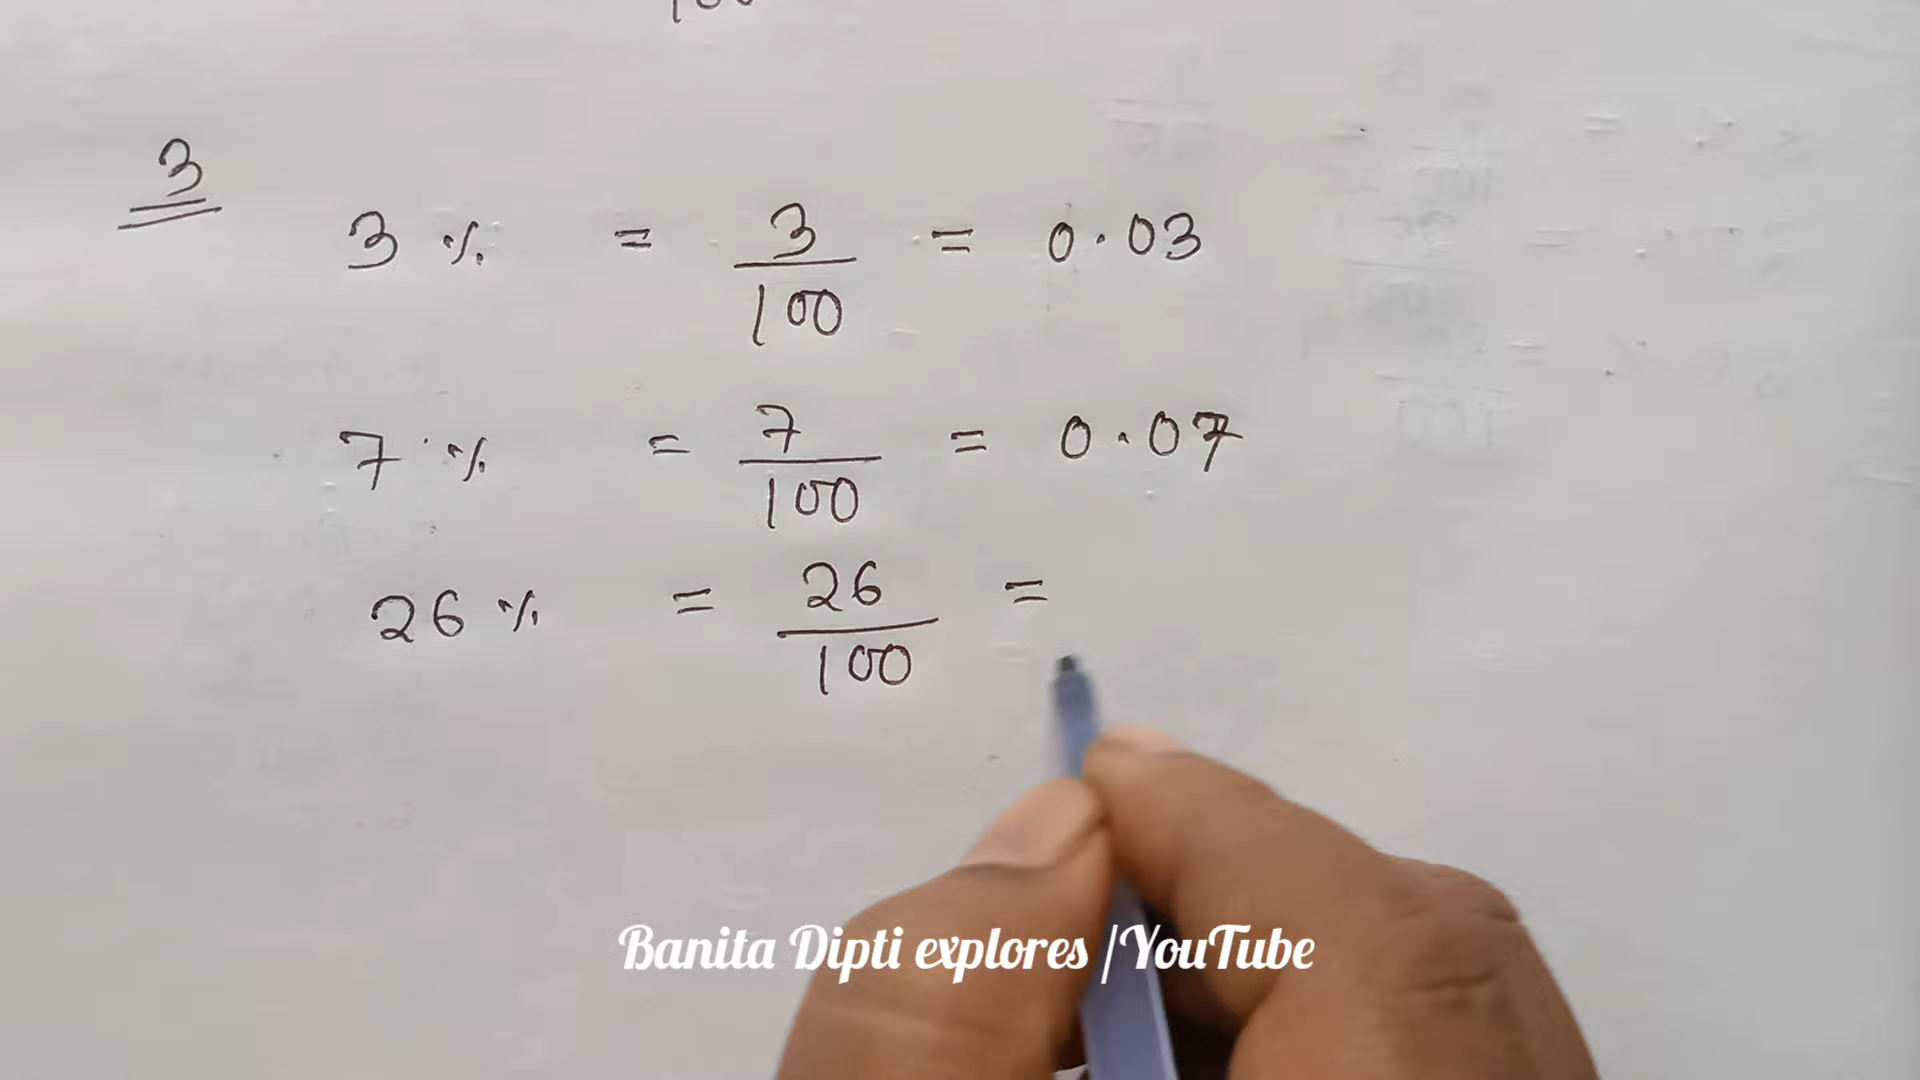 3
3 % = 3/100 = 0.03
7 % = 7/100 = 0.07
26 % = 26/100 =
Banita Dipti explores /YouTube